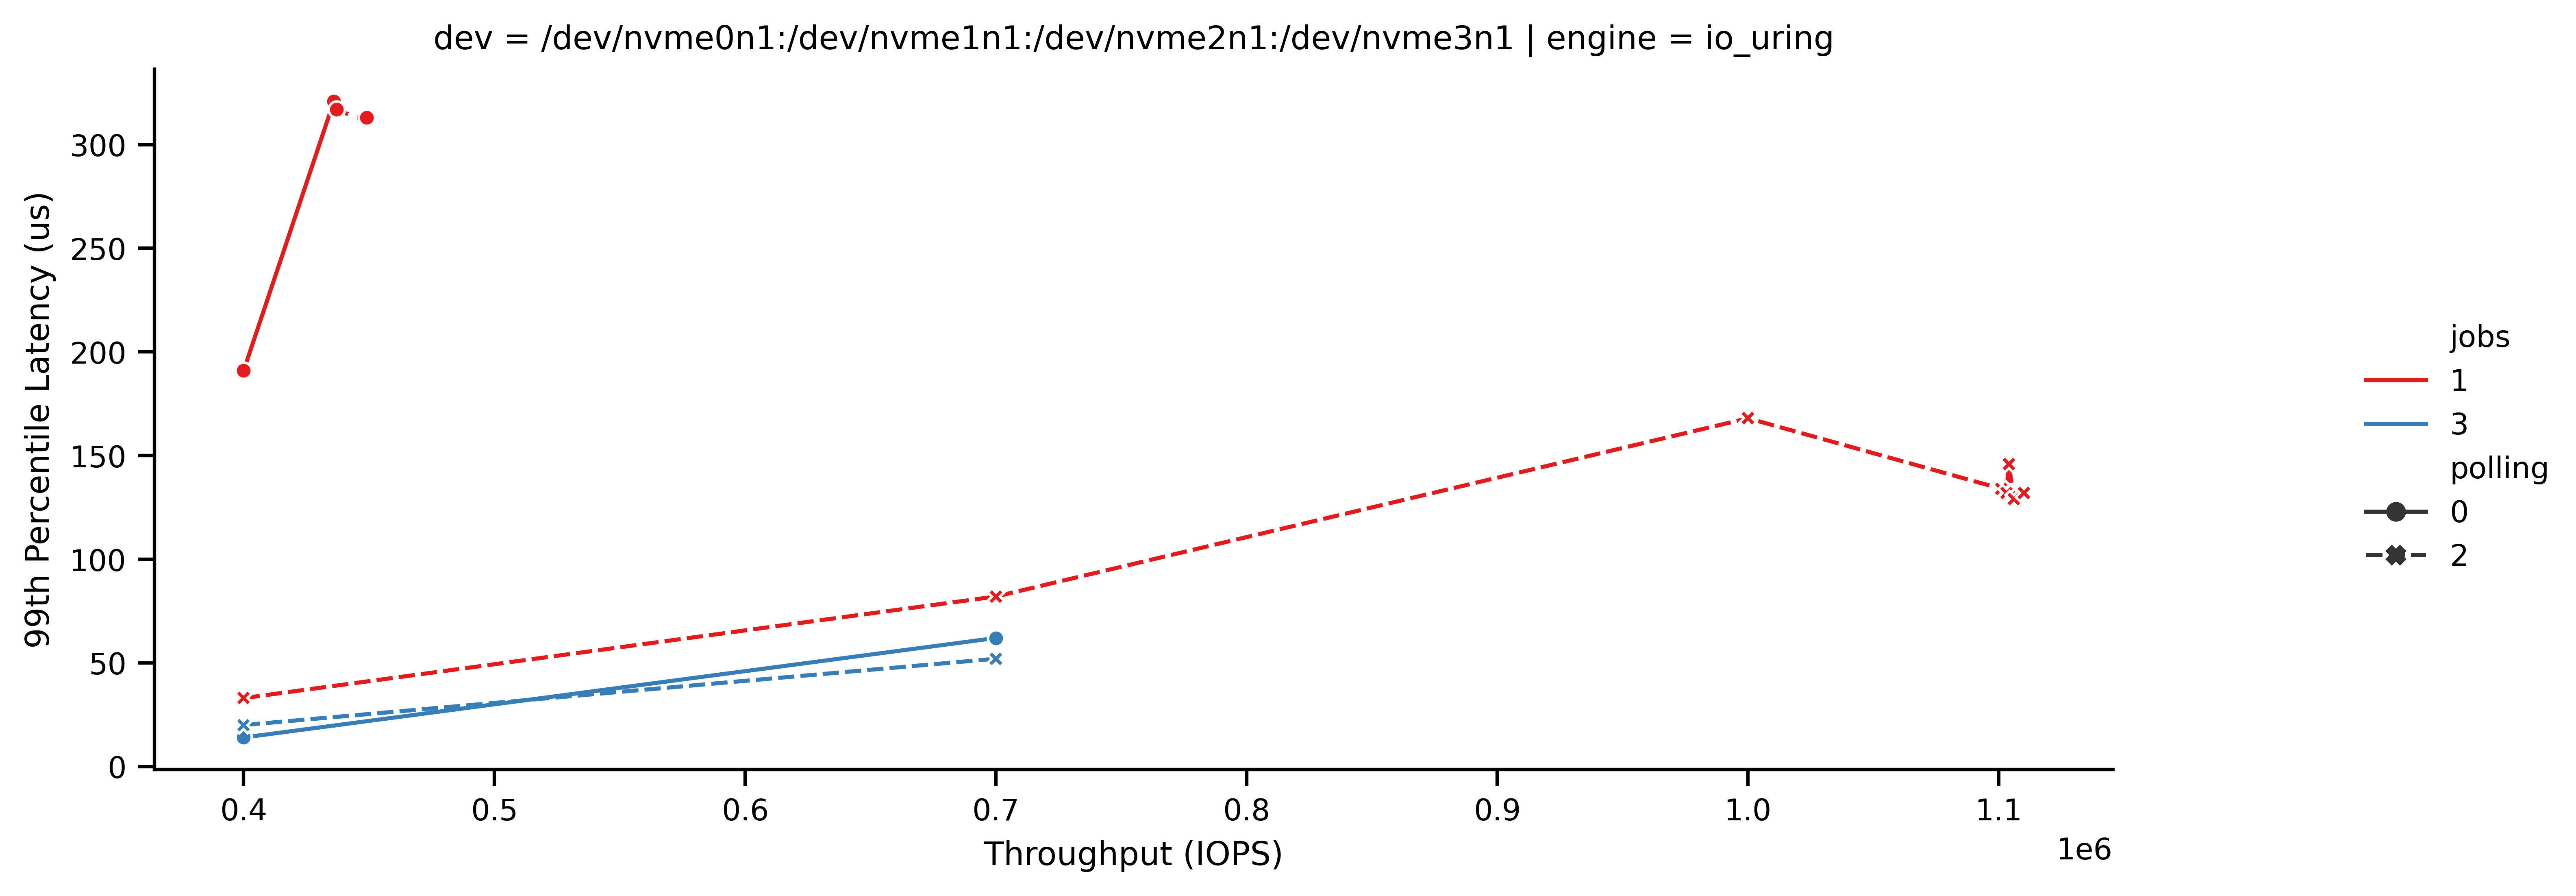 dev = /dev/nvme0n1:/dev/nvme1n1:/dev/nvme2n1:/dev/nvme3n1 | engine = io_uring
99th Percentile Latency (us)
300
250
200
150
100
50
0
0.4 0.5 0.6 0.7 0.8 0.9 1.0 1.1
1e6
Throughput (IOPS)
jobs
1
3
polling
0
2